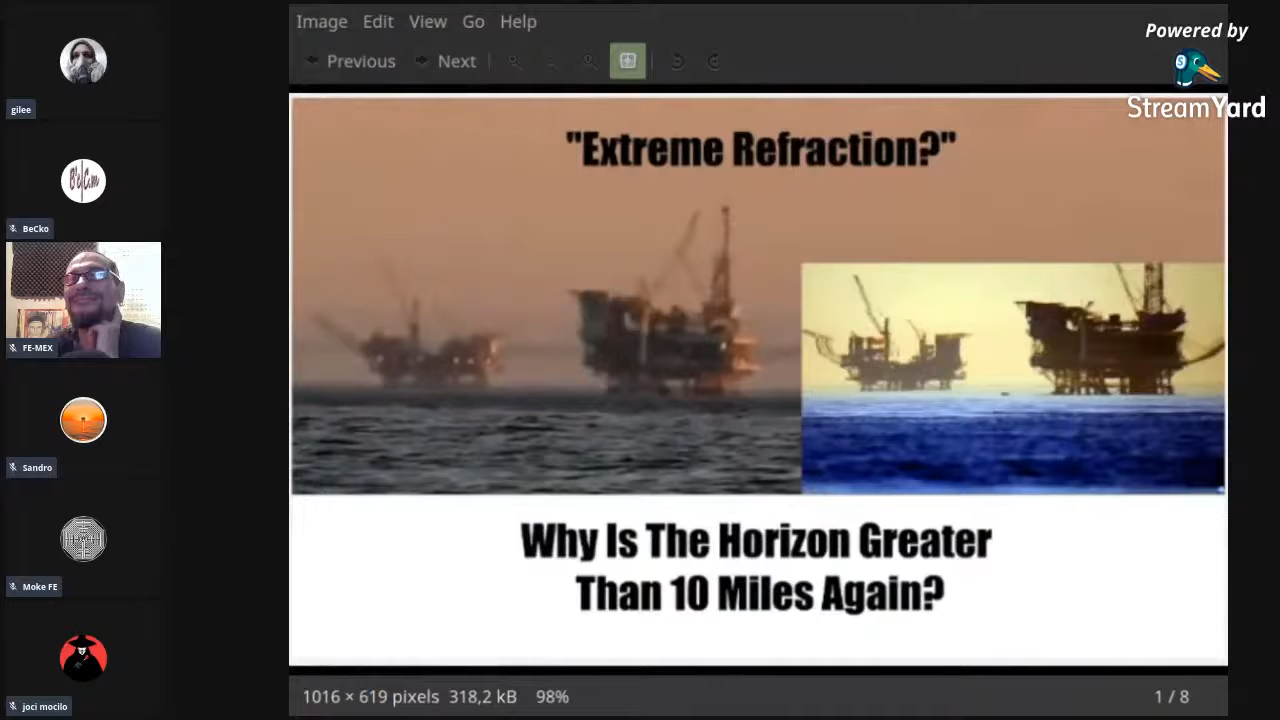 Image Edit View Go Help
Previous Next
Powered by
StreamYard
"Extreme Refraction?"
Why Is The Horizon Greater
Than 10 Miles Again?
1016 × 619 pixels 318,2 kB 98%
1 / 8
gilee
BeCko
FE-MEX
Sandro
Moke FE
joci mocilo